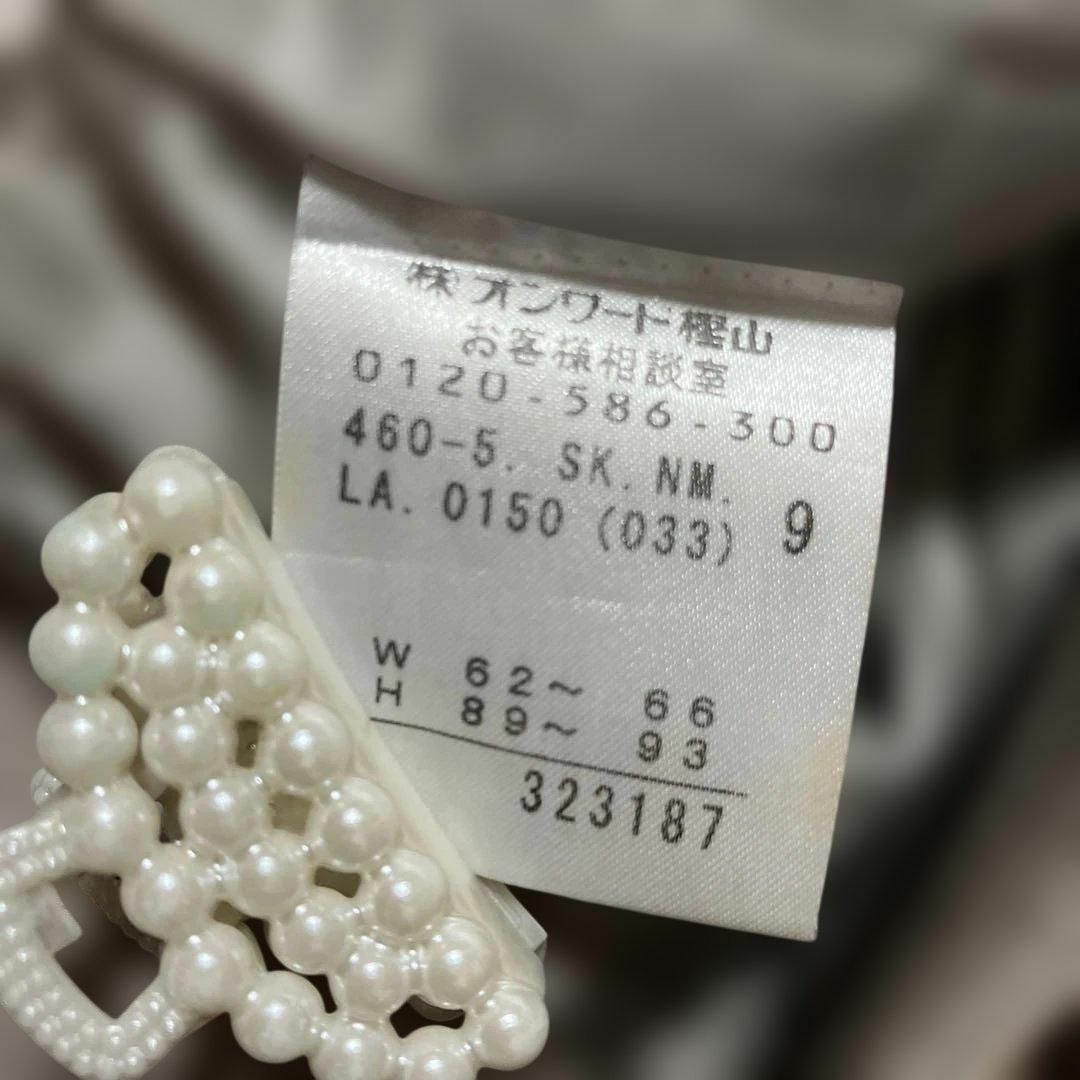 ㈱オンワード樫山
お客様相談室
0120-586-300
460-5. SK. NM.
LA. 0150 (033) 9
W 62～ 66
H 89～ 93
323187